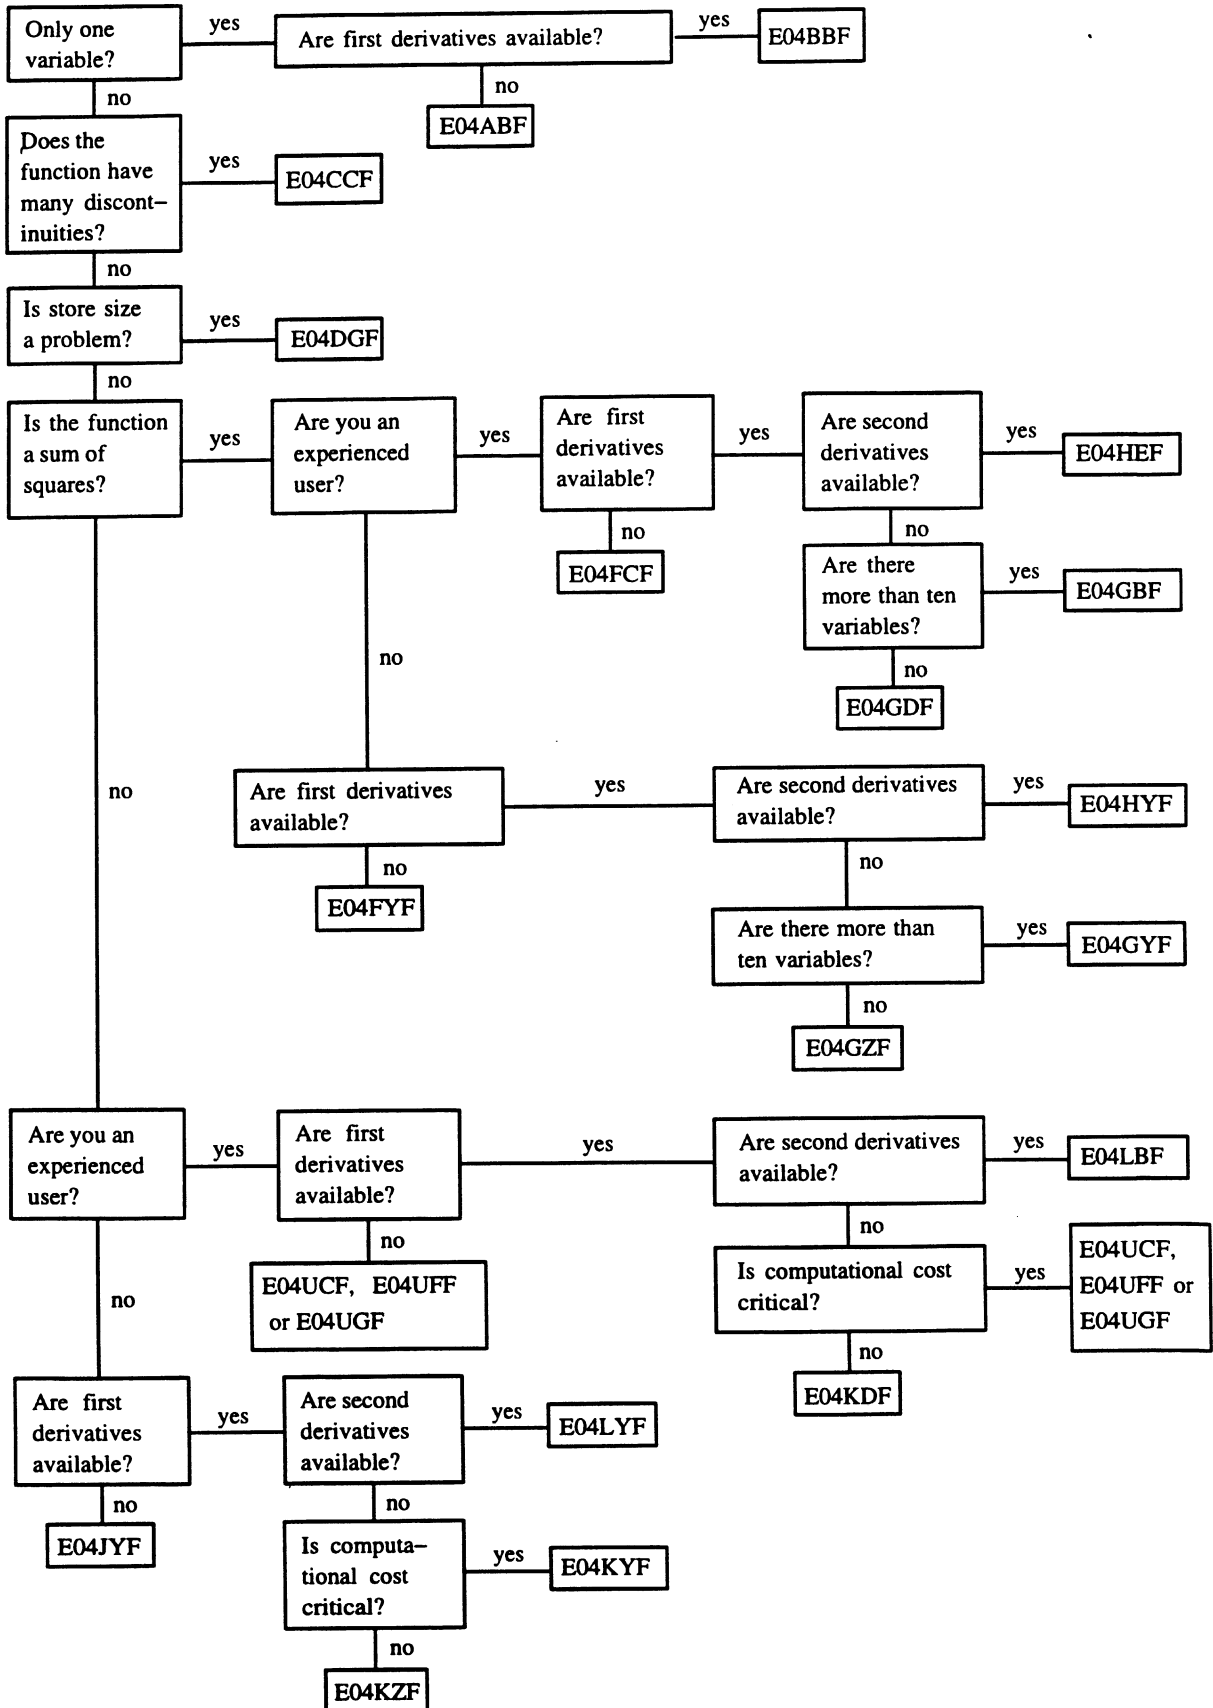 Only one
variable?
yes
Are first derivatives available?
yes
E04BBF
no
no
E04ABF
Does the
function have
many discont–
inuities?
yes
E04CCF
no
Is store size
a problem?
yes
E04DGF
no
Is the function
a sum of
squares?
yes
Are you an
experienced
user?
yes
Are first
derivatives
available?
yes
Are second
derivatives
available?
yes
E04HEF
no
E04FCF
no
Are there
more than ten
variables?
yes
E04GBF
no
E04GDF
no
no
Are first derivatives
available?
yes
Are second derivatives
available?
yes
E04HYF
no
E04FYF
no
Are there more than
ten variables?
yes
E04GYF
no
E04GZF
Are you an
experienced
user?
yes
Are first
derivatives
available?
yes
Are second derivatives
available?
yes
E04LBF
no
E04UCF, E04UFF
or E04UGF
no
Is computational cost
critical?
yes
E04UCF,
E04UFF or
E04UGF
no
E04KDF
no
Are first
derivatives
available?
yes
Are second
derivatives
available?
yes
E04LYF
no
E04JYF
no
Is computa–
tional cost
critical?
yes
E04KYF
no
E04KZF